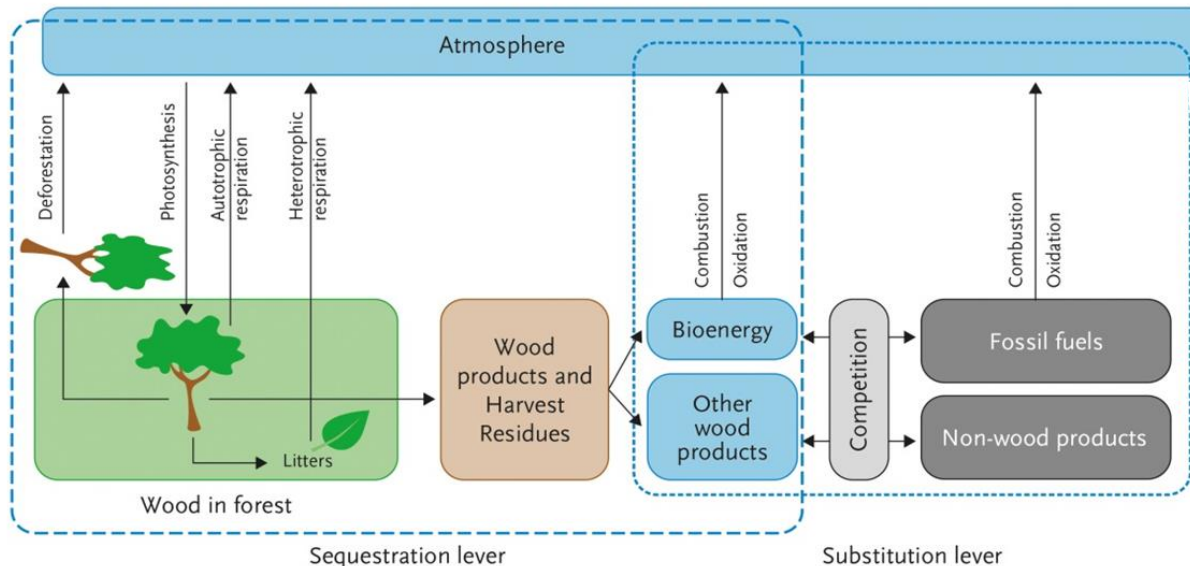 Atmosphere
Deforestation
Photosynthesis
Autotrophic
respiration
Heterotrophic
respiration
Combustion
Oxidation
Combustion
Oxidation
Litters
Wood
products and
Harvest
Residues
Bioenergy
Other
wood
products
Competition
Fossil fuels
Non-wood products
Wood in forest
Sequestration lever
Substitution lever